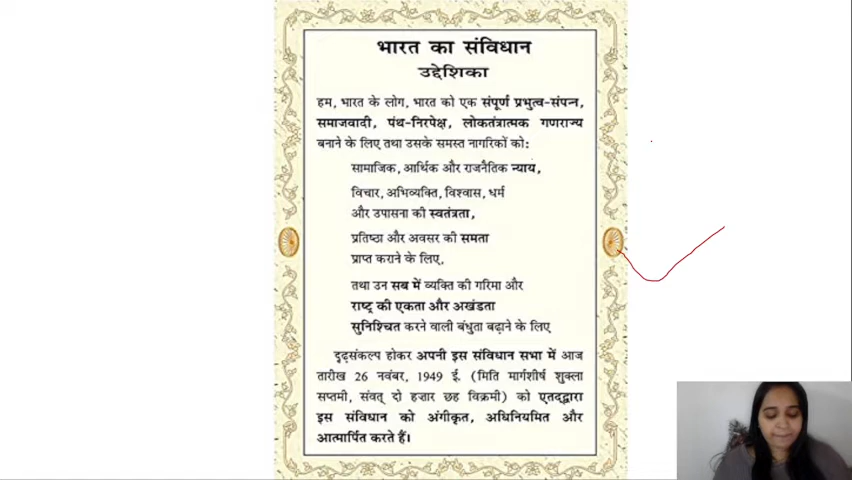 भारत का संविधान
उद्देशिका
हम, भारत के लोग, भारत को एक संपूर्ण प्रभुत्व-संपन्न,
समाजवादी, पंथ-निरपेक्ष, लोकतंत्रात्मक गणराज्य
बनाने के लिए तथा उसके समस्त नागरिकों को:
सामाजिक, आर्थिक और राजनैतिक न्याय,
विचार, अभिव्यक्ति, विश्वास, धर्म
और उपासना की स्वतंत्रता,
प्रतिष्ठा और अवसर की समता
प्राप्त कराने के लिए,
तथा उन सब में व्यक्ति की गरिमा और
राष्ट्र की एकता और अखंडता
सुनिश्चित करने वाली बंधुता बढ़ाने के लिए
दृढ़संकल्प होकर अपनी इस संविधान सभा में आज
तारीख 26 नवंबर, 1949 ई. (मिति मार्गशीर्ष शुक्ला
सप्तमी, संवत् दो हज़ार छह विक्रमी) को एतद्द्वारा
इस संविधान को अंगीकृत, अधिनियमित और
आत्मार्पित करते हैं।